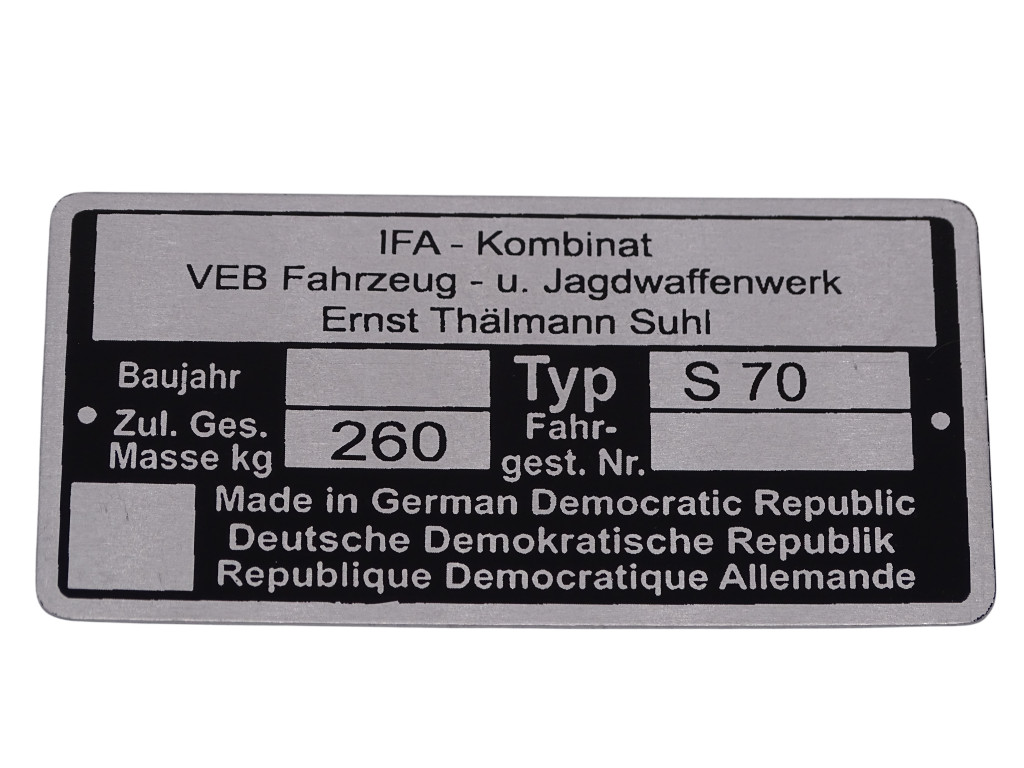 IFA - Kombinat
VEB Fahrzeug - u. Jagdwaffenwerk
Ernst Thälmann Suhl
Baujahr
Typ S 70
Zul. Ges.
Masse kg 260
Fahr-
gest. Nr.
Made in German Democratic Republic
Deutsche Demokratische Republik
Republique Democratique Allemande